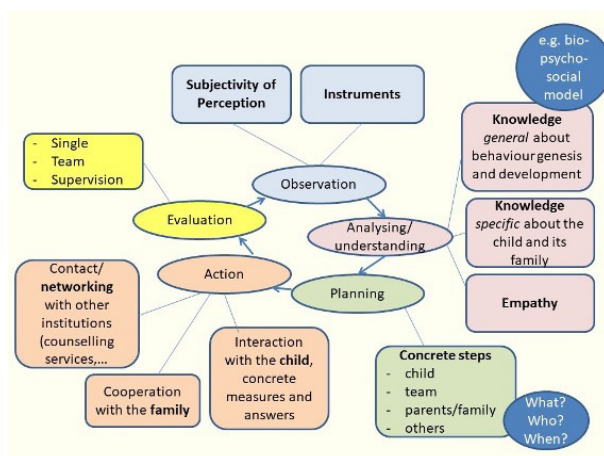 e.g. bio-
psycho-
social
model
Subjectivity of
Perception
Instruments
Knowledge
general about
behaviour genesis
and development
- Single
- Team
- Supervision
Observation
Evaluation
Analysing/
understanding
Knowledge
specific about the
child and its
family
Action
Planning
Contact/
networking
with other
institutions
(counselling
services,...
Empathy
Interaction
with the child,
concrete
measures and
answers
Cooperation
with the family
Concrete steps
- child
- team
- parents/family
- others
What?
Who?
When?